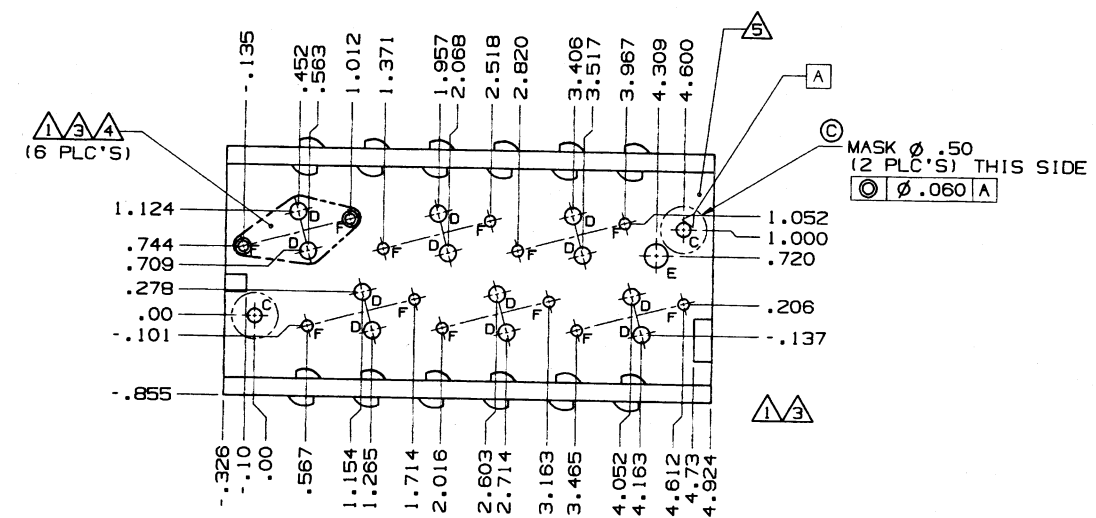 -.135
.452
.563
1.012
1.371
1.957
2.068
2.518
2.820
3.406
3.517
3.967
4.309
4.600
5
A
1 3 4
(6 PLC'S)
C
MASK Ø .50
(2 PLC'S) THIS SIDE
◎ Ø .060 A
1.124
.744
.709
.278
.00
-.101
-.855
D
F
D
F
D
F
D
F
D
F
D
F
C
E
1.052
1.000
.720
.206
-.137
C
D
F
D
F
D
F
D
F
D
F
D
F
1 3
-.326
-.10
.00
.567
1.154
1.265
1.714
2.016
2.603
2.714
3.163
3.465
4.052
4.163
4.612
4.73
4.924